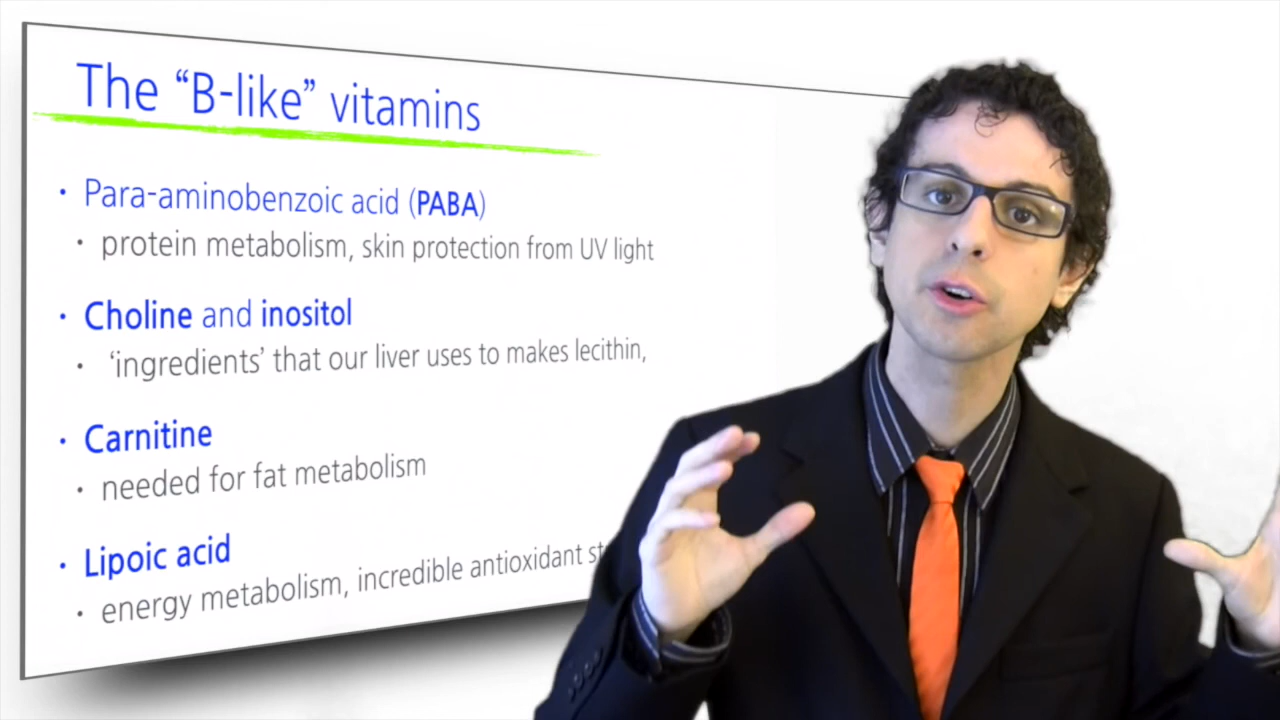 The “B-like” vitamins
• Para-aminobenzoic acid (PABA)
• protein metabolism, skin protection from UV light
• Choline and inositol
• ‘ingredients’ that our liver uses to makes lecithin,
• Carnitine
• needed for fat metabolism
• Lipoic acid
• energy metabolism, incredible antioxidant